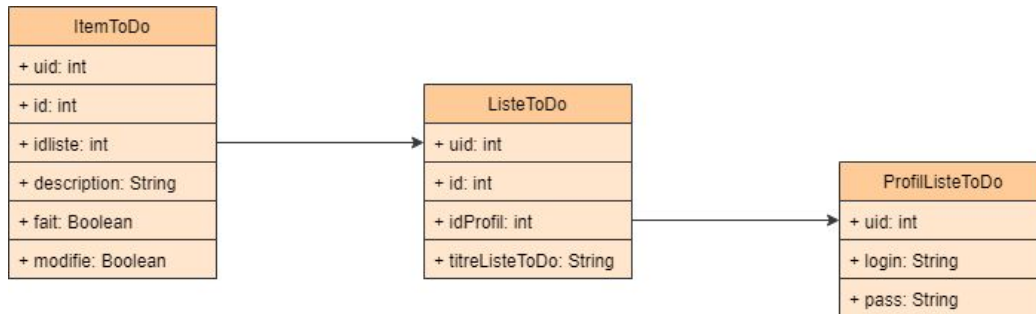 ItemToDo
+ uid: int
+ id: int
+ idliste: int
+ description: String
+ fait: Boolean
+ modifie: Boolean
ListeToDo
+ uid: int
+ id: int
+ idProfil: int
+ titreListeToDo: String
ProfilListeToDo
+ uid: int
+ login: String
+ pass: String